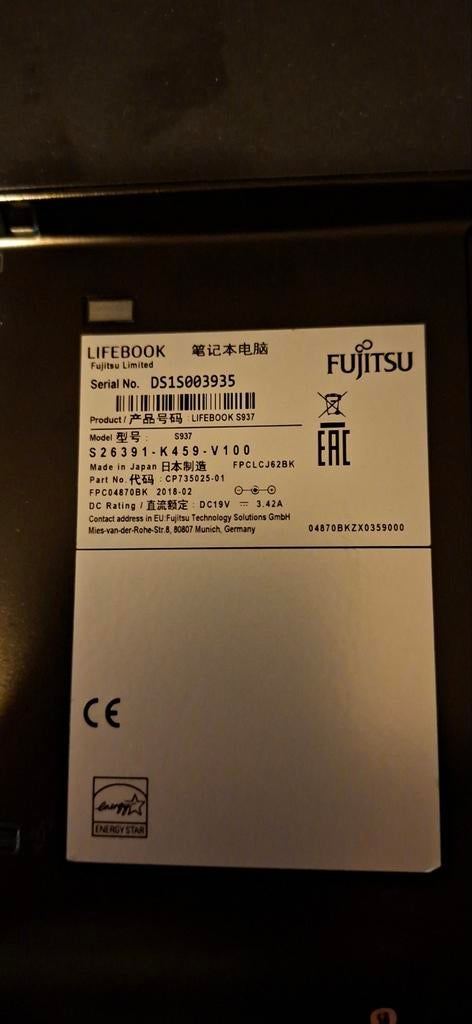 LIFEBOOK 笔记本电脑
Fujitsu Limited
FUJITSU
Serial No. DS1S003935
Product / 产品号码 : LIFEBOOK S937
Model 型号 : S937
S26391-K459-V100
EAC
Made in Japan 日本制造 FPCLCJ62BK
Part No. 代码 : CP735025-01
FPC04870BK 2018-02
DC Rating / 直流额定 : DC19V ⎓ 3.42A
Contact address in EU:Fujitsu Technology Solutions GmbH
Mies-van-der-Rohe-Str.8, 80807 Munich, Germany
04870BKZX0359000
CE
energy
ENERGY STAR